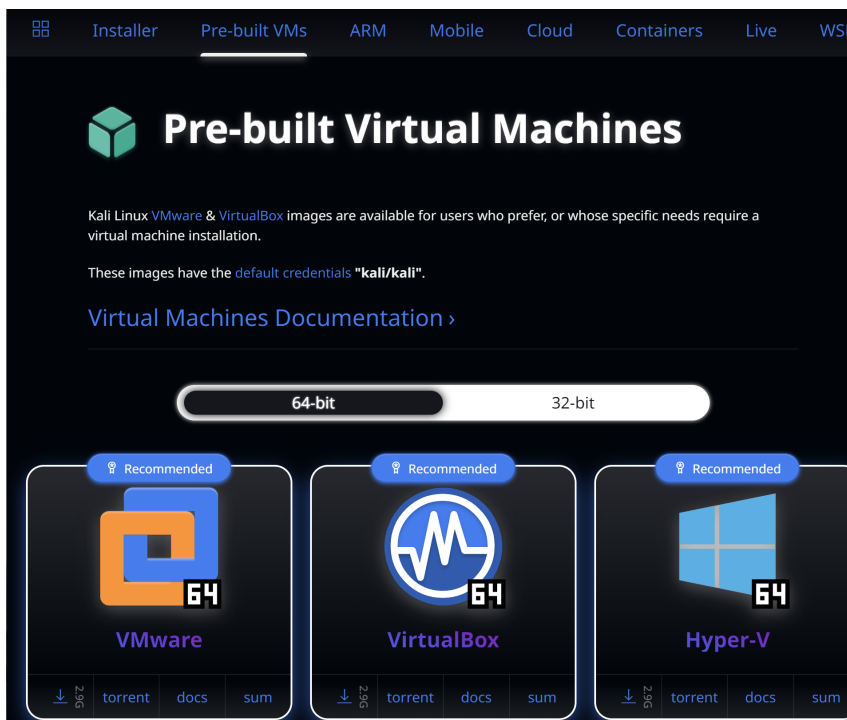 Installer Pre-built VMs ARM Mobile Cloud Containers Live
Pre-built Virtual Machines
Kali Linux VMware & VirtualBox images are available for users who prefer, or whose specific needs require a
virtual machine installation.
These images have the default credentials "kali/kali".
Virtual Machines Documentation ›
64-bit 32-bit
Recommended Recommended Recommended
64 64 64
VMware VirtualBox Hyper-V
2.9G torrent docs sum 2.9G torrent docs sum 2.9G torrent docs sum